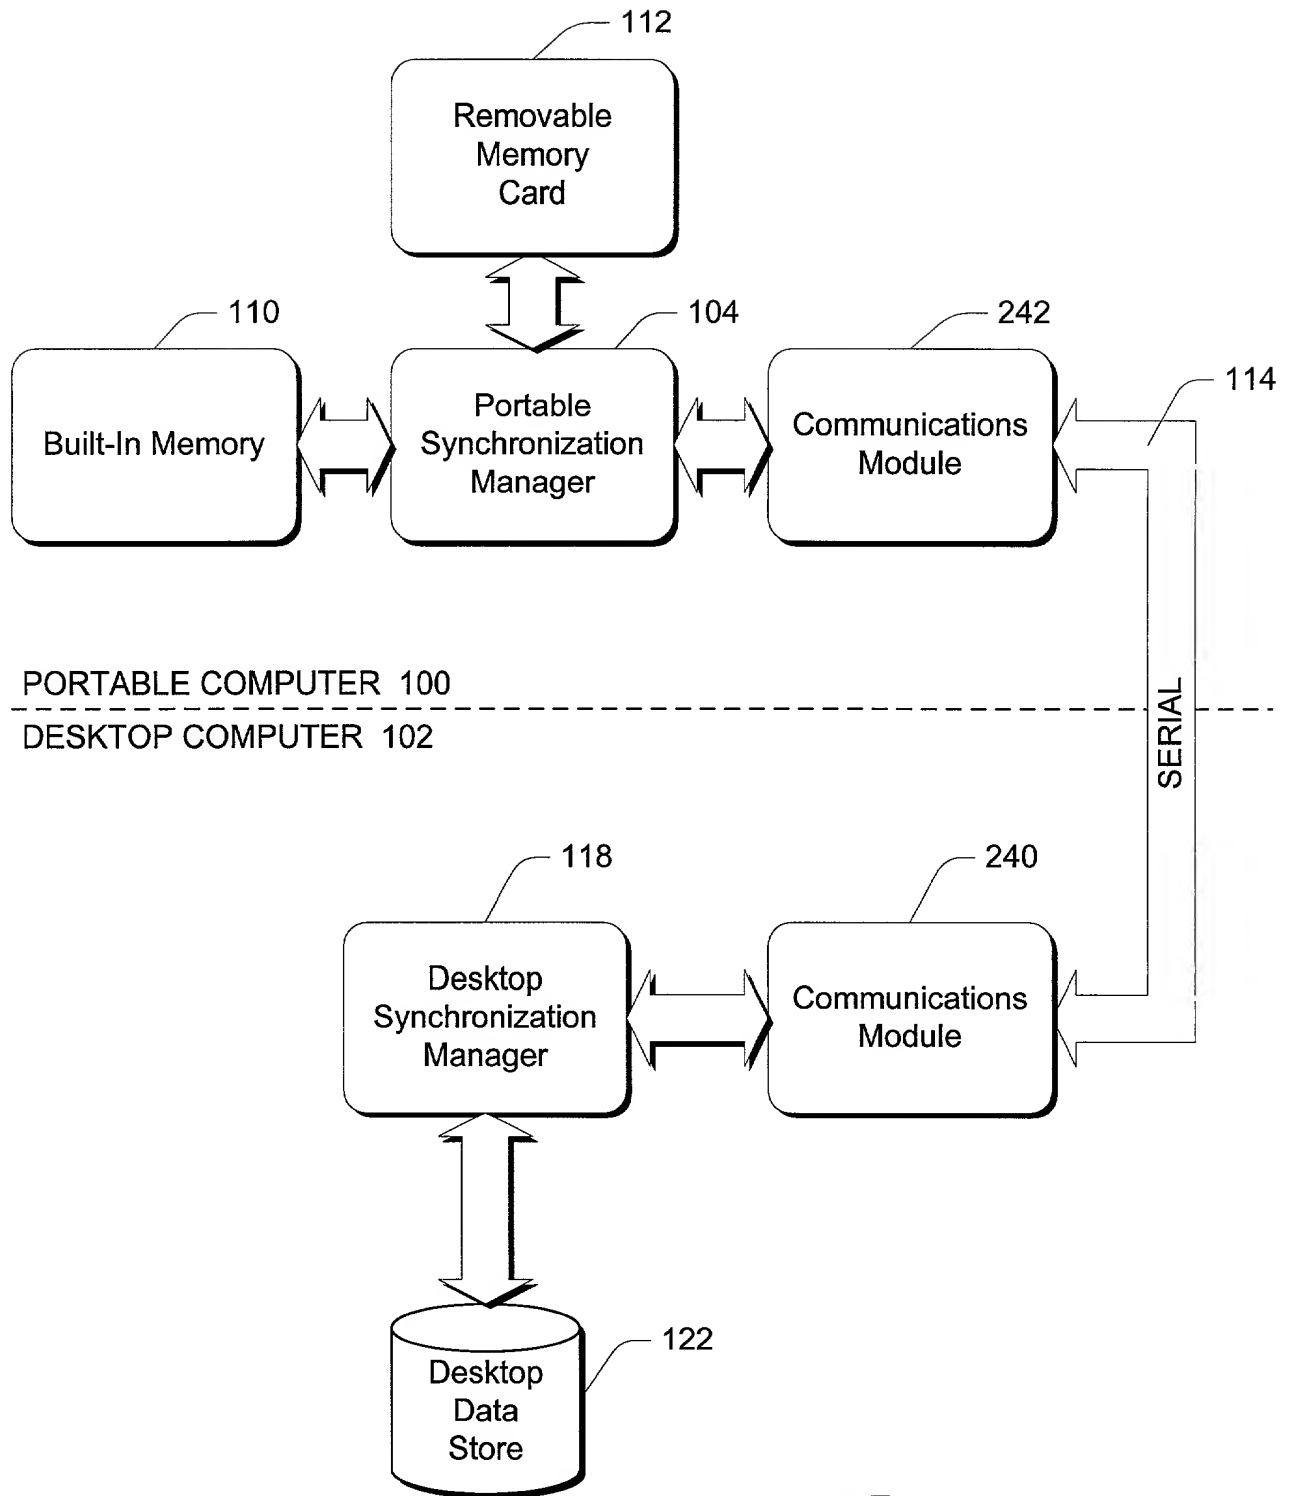 112
Removable
Memory
Card
110
104
242
114
Built-In Memory
Portable
Synchronization
Manager
Communications
Module
PORTABLE COMPUTER 100
DESKTOP COMPUTER 102
SERIAL
118
240
Desktop
Synchronization
Manager
Communications
Module
122
Desktop
Data
Store